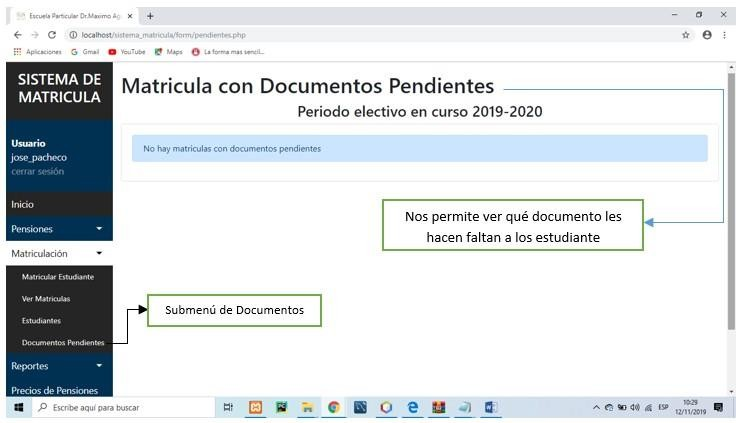 Escuela Particular Dr.Maximo Ag
localhost/sistema_matricula/form/pendientes.php
Aplicaciones Gmail YouTube Maps La forma mas sencil...
SISTEMA DE
MATRICULA
Usuario
jose_pacheco
cerrar sesión
Inicio
Pensiones
Matriculación
Matricular Estudiante
Ver Matriculas
Estudiantes
Documentos Pendientes
Reportes
Precios de Pensiones
Matricula con Documentos Pendientes
Periodo electivo en curso 2019-2020
No hay matriculas con documentos pendientes
Nos permite ver qué documento les
hacen faltan a los estudiante
Submenú de Documentos
Escribe aquí para buscar
ESP
10:29
12/11/2019